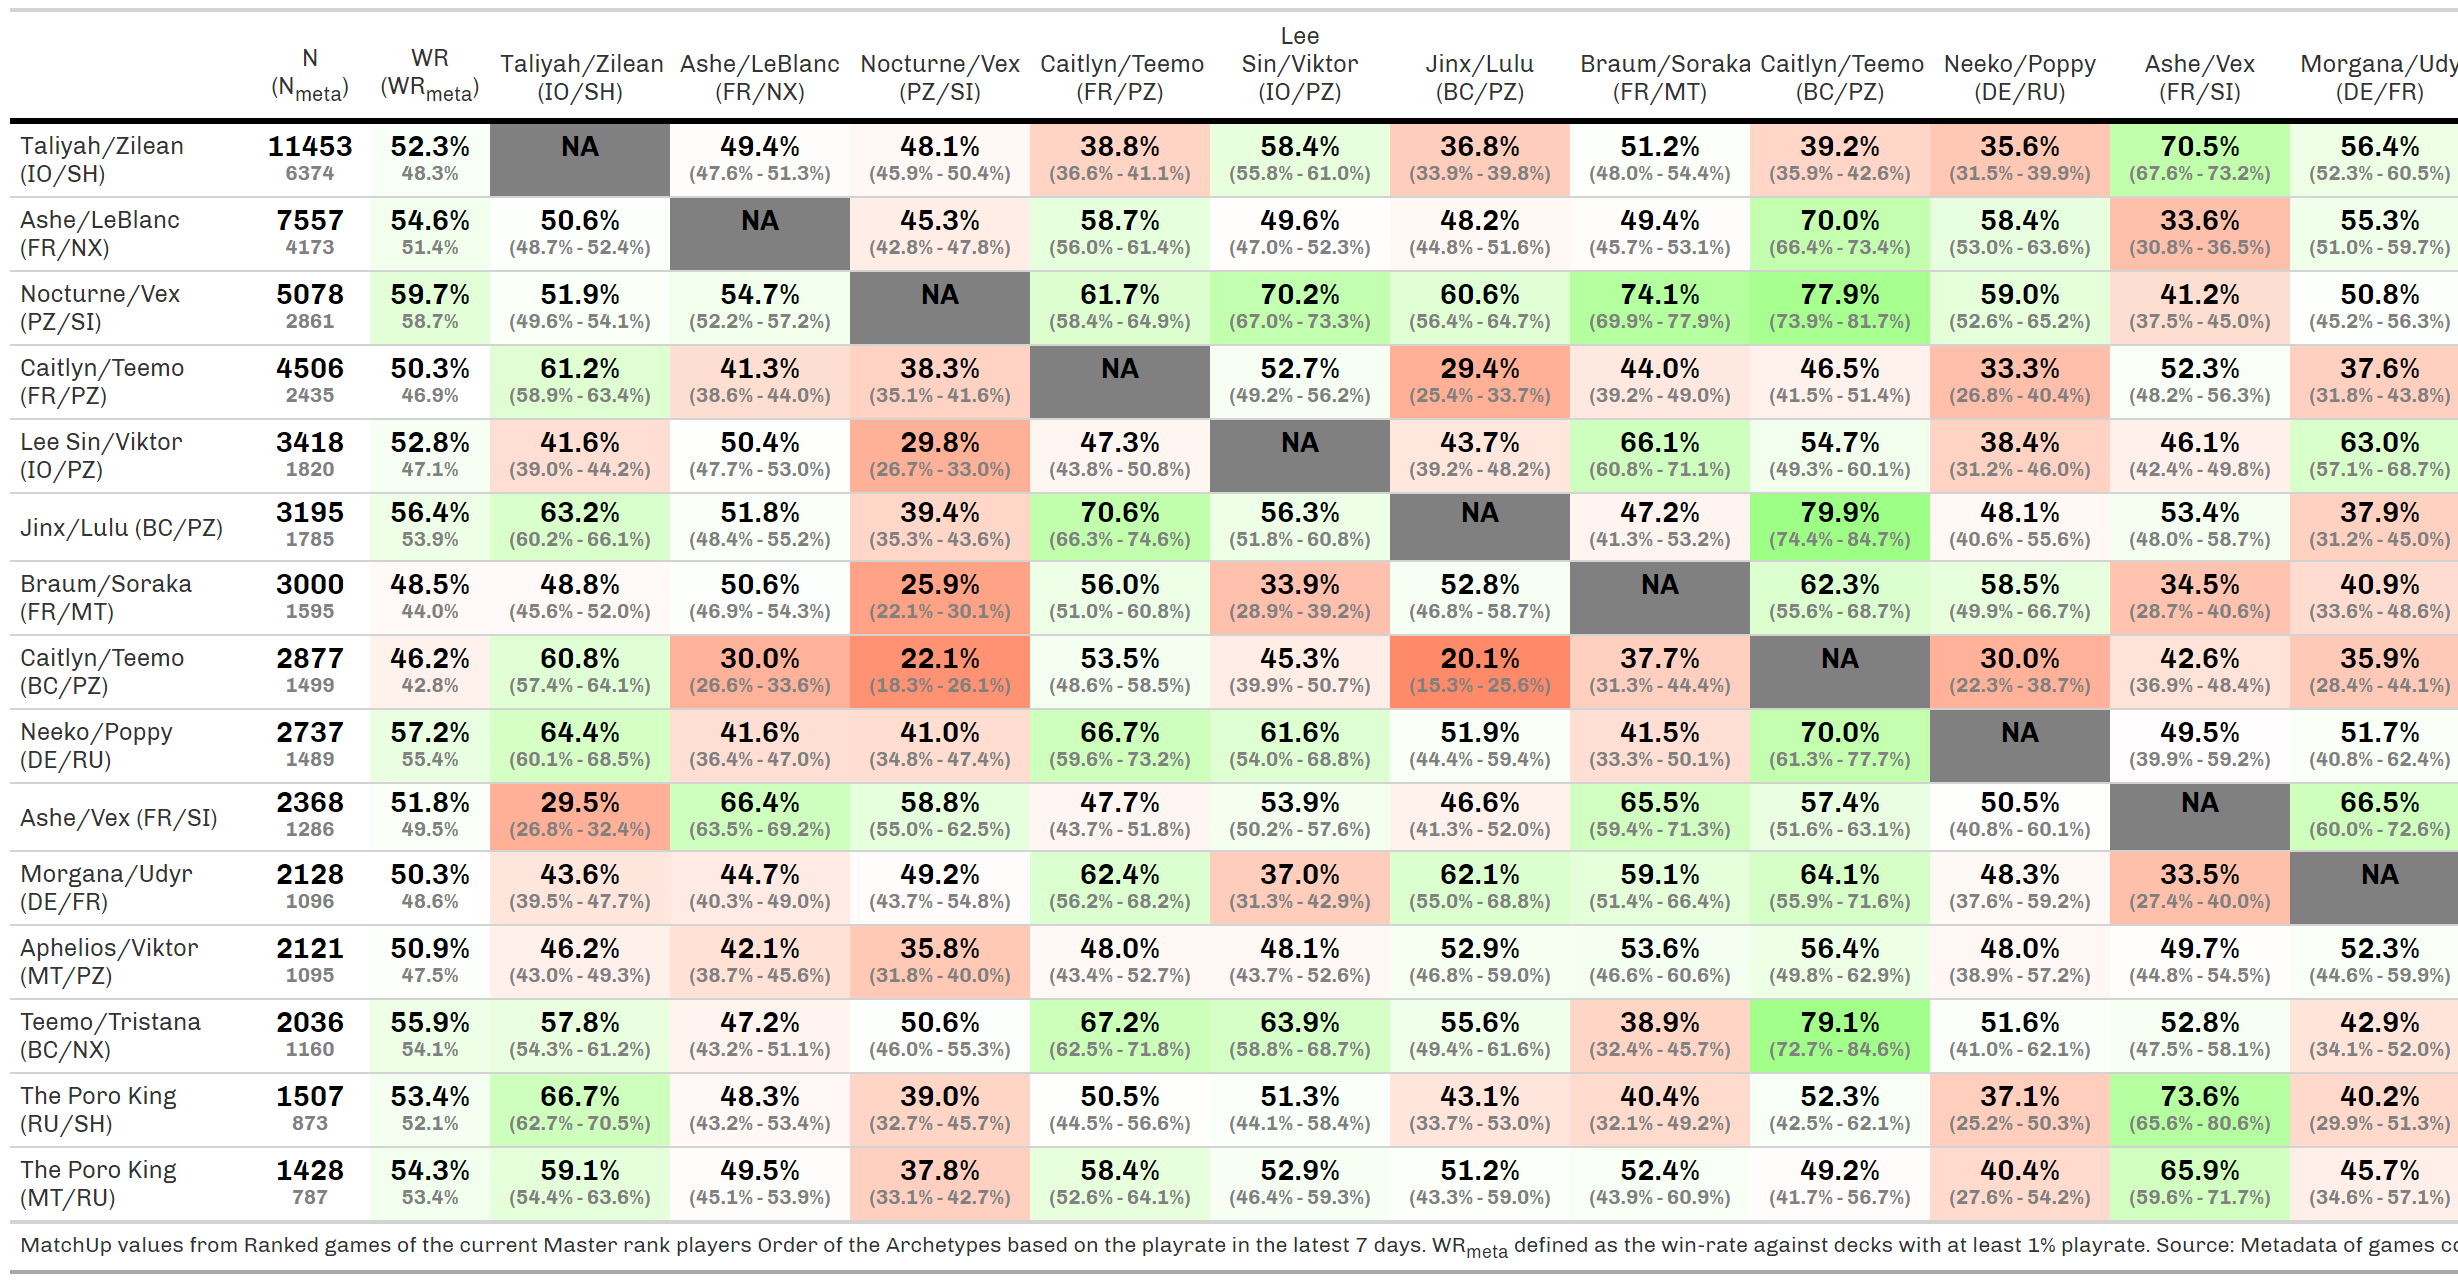 N (Nmeta) WR (WRmeta) Taliyah/Zilean (IO/SH) Ashe/LeBlanc (FR/NX) Nocturne/Vex (PZ/SI) Caitlyn/Teemo (FR/PZ) Lee Sin/Viktor (IO/PZ) Jinx/Lulu (BC/PZ) Braum/Soraka (FR/MT) Caitlyn/Teemo (BC/PZ) Neeko/Poppy (DE/RU) Ashe/Vex (FR/SI) Morgana/Udy (DE/FR)
Taliyah/Zilean 11453 52.3% NA 49.4% 48.1% 38.8% 58.4% 36.8% 51.2% 39.2% 35.6% 70.5% 56.4%
(IO/SH) 6374 48.3% (47.6% - 51.3%) (45.9% - 50.4%) (36.6% - 41.1%) (55.8% - 61.0%) (33.9% - 39.8%) (48.0% - 54.4%) (35.9% - 42.6%) (31.5% - 39.9%) (67.6% - 73.2%) (52.3% - 60.5%)
Ashe/LeBlanc 7557 54.6% 50.6% NA 45.3% 58.7% 49.6% 48.2% 49.4% 70.0% 58.4% 33.6% 55.3%
(FR/NX) 4173 51.4% (48.7% - 52.4%) (42.8% - 47.8%) (56.0% - 61.4%) (47.0% - 52.3%) (44.8% - 51.6%) (45.7% - 53.1%) (66.4% - 73.4%) (53.0% - 63.6%) (30.8% - 36.5%) (51.0% - 59.7%)
Nocturne/Vex 5078 59.7% 51.9% 54.7% NA 61.7% 70.2% 60.6% 74.1% 77.9% 59.0% 41.2% 50.8%
(PZ/SI) 2861 58.7% (49.6% - 54.1%) (52.2% - 57.2%) (58.4% - 64.9%) (67.0% - 73.3%) (56.4% - 64.7%) (69.9% - 77.9%) (73.9% - 81.7%) (52.6% - 65.2%) (37.5% - 45.0%) (45.2% - 56.3%)
Caitlyn/Teemo 4506 50.3% 61.2% 41.3% 38.3% NA 52.7% 29.4% 44.0% 46.5% 33.3% 52.3% 37.6%
(FR/PZ) 2435 46.9% (58.9% - 63.4%) (38.6% - 44.0%) (35.1% - 41.6%) (49.2% - 56.2%) (25.4% - 33.7%) (39.2% - 49.0%) (41.5% - 51.4%) (26.8% - 40.4%) (48.2% - 56.3%) (31.8% - 43.8%)
Lee Sin/Viktor 3418 52.8% 41.6% 50.4% 29.8% 47.3% NA 43.7% 66.1% 54.7% 38.4% 46.1% 63.0%
(IO/PZ) 1820 47.1% (39.0% - 44.2%) (47.7% - 53.0%) (26.7% - 33.0%) (43.8% - 50.8%) (39.2% - 48.2%) (60.8% - 71.1%) (49.3% - 60.1%) (31.2% - 46.0%) (42.4% - 49.8%) (57.1% - 68.7%)
Jinx/Lulu (BC/PZ) 3195 56.4% 63.2% 51.8% 39.4% 70.6% 56.3% NA 47.2% 79.9% 48.1% 53.4% 37.9%
1785 53.9% (60.2% - 66.1%) (48.4% - 55.2%) (35.3% - 43.6%) (66.3% - 74.6%) (51.8% - 60.8%) (41.3% - 53.2%) (74.4% - 84.7%) (40.6% - 55.6%) (48.0% - 58.7%) (31.2% - 45.0%)
Braum/Soraka 3000 48.5% 48.8% 50.6% 25.9% 56.0% 33.9% 52.8% NA 62.3% 58.5% 34.5% 40.9%
(FR/MT) 1595 44.0% (45.6% - 52.0%) (46.9% - 54.3%) (22.1% - 30.1%) (51.0% - 60.8%) (28.9% - 39.2%) (46.8% - 58.7%) (55.6% - 68.7%) (49.9% - 66.7%) (28.7% - 40.6%) (33.6% - 48.6%)
Caitlyn/Teemo 2877 46.2% 60.8% 30.0% 22.1% 53.5% 45.3% 20.1% 37.7% NA 30.0% 42.6% 35.9%
(BC/PZ) 1499 42.8% (57.4% - 64.1%) (26.6% - 33.6%) (18.3% - 26.1%) (48.6% - 58.5%) (39.9% - 50.7%) (15.3% - 25.6%) (31.3% - 44.4%) (22.3% - 38.7%) (36.9% - 48.4%) (28.4% - 44.1%)
Neeko/Poppy 2737 57.2% 64.4% 41.6% 41.0% 66.7% 61.6% 51.9% 41.5% 70.0% NA 49.5% 51.7%
(DE/RU) 1489 55.4% (60.1% - 68.5%) (36.4% - 47.0%) (34.8% - 47.4%) (59.6% - 73.2%) (54.0% - 68.8%) (44.4% - 59.4%) (33.3% - 50.1%) (61.3% - 77.7%) (39.9% - 59.2%) (40.8% - 62.4%)
Ashe/Vex (FR/SI) 2368 51.8% 29.5% 66.4% 58.8% 47.7% 53.9% 46.6% 65.5% 57.4% 50.5% NA 66.5%
1286 49.5% (26.8% - 32.4%) (63.5% - 69.2%) (55.0% - 62.5%) (43.7% - 51.8%) (50.2% - 57.6%) (41.3% - 52.0%) (59.4% - 71.3%) (51.6% - 63.1%) (40.8% - 60.1%) (60.0% - 72.6%)
Morgana/Udyr 2128 50.3% 43.6% 44.7% 49.2% 62.4% 37.0% 62.1% 59.1% 64.1% 48.3% 33.5% NA
(DE/FR) 1096 48.6% (39.5% - 47.7%) (40.3% - 49.0%) (43.7% - 54.8%) (56.2% - 68.2%) (31.3% - 42.9%) (55.0% - 68.8%) (51.4% - 66.4%) (55.9% - 71.6%) (37.6% - 59.2%) (27.4% - 40.0%)
Aphelios/Viktor 2121 50.9% 46.2% 42.1% 35.8% 48.0% 48.1% 52.9% 53.6% 56.4% 48.0% 49.7% 52.3%
(MT/PZ) 1095 47.5% (43.0% - 49.3%) (38.7% - 45.6%) (31.8% - 40.0%) (43.4% - 52.7%) (43.7% - 52.6%) (46.8% - 59.0%) (46.6% - 60.6%) (49.8% - 62.9%) (38.9% - 57.2%) (44.8% - 54.5%) (44.6% - 59.9%)
Teemo/Tristana 2036 55.9% 57.8% 47.2% 50.6% 67.2% 63.9% 55.6% 38.9% 79.1% 51.6% 52.8% 42.9%
(BC/NX) 1160 54.1% (54.3% - 61.2%) (43.2% - 51.1%) (46.0% - 55.3%) (62.5% - 71.8%) (58.8% - 68.7%) (49.4% - 61.6%) (32.4% - 45.7%) (72.7% - 84.6%) (41.0% - 62.1%) (47.5% - 58.1%) (34.1% - 52.0%)
The Poro King 1507 53.4% 66.7% 48.3% 39.0% 50.5% 51.3% 43.1% 40.4% 52.3% 37.1% 73.6% 40.2%
(RU/SH) 873 52.1% (62.7% - 70.5%) (43.2% - 53.4%) (32.7% - 45.7%) (44.5% - 56.6%) (44.1% - 58.4%) (33.7% - 53.0%) (32.1% - 49.2%) (42.5% - 62.1%) (25.2% - 50.3%) (65.6% - 80.6%) (29.9% - 51.3%)
The Poro King 1428 54.3% 59.1% 49.5% 37.8% 58.4% 52.9% 51.2% 52.4% 49.2% 40.4% 65.9% 45.7%
(MT/RU) 787 53.4% (54.4% - 63.6%) (45.1% - 53.9%) (33.1% - 42.7%) (52.6% - 64.1%) (46.4% - 59.3%) (43.3% - 59.0%) (43.9% - 60.9%) (41.7% - 56.7%) (27.6% - 54.2%) (59.6% - 71.7%) (34.6% - 57.1%)
MatchUp values from Ranked games of the current Master rank players Order of the Archetypes based on the playrate in the latest 7 days. WRmeta defined as the win-rate against decks with at least 1% playrate. Source: Metadata of games co